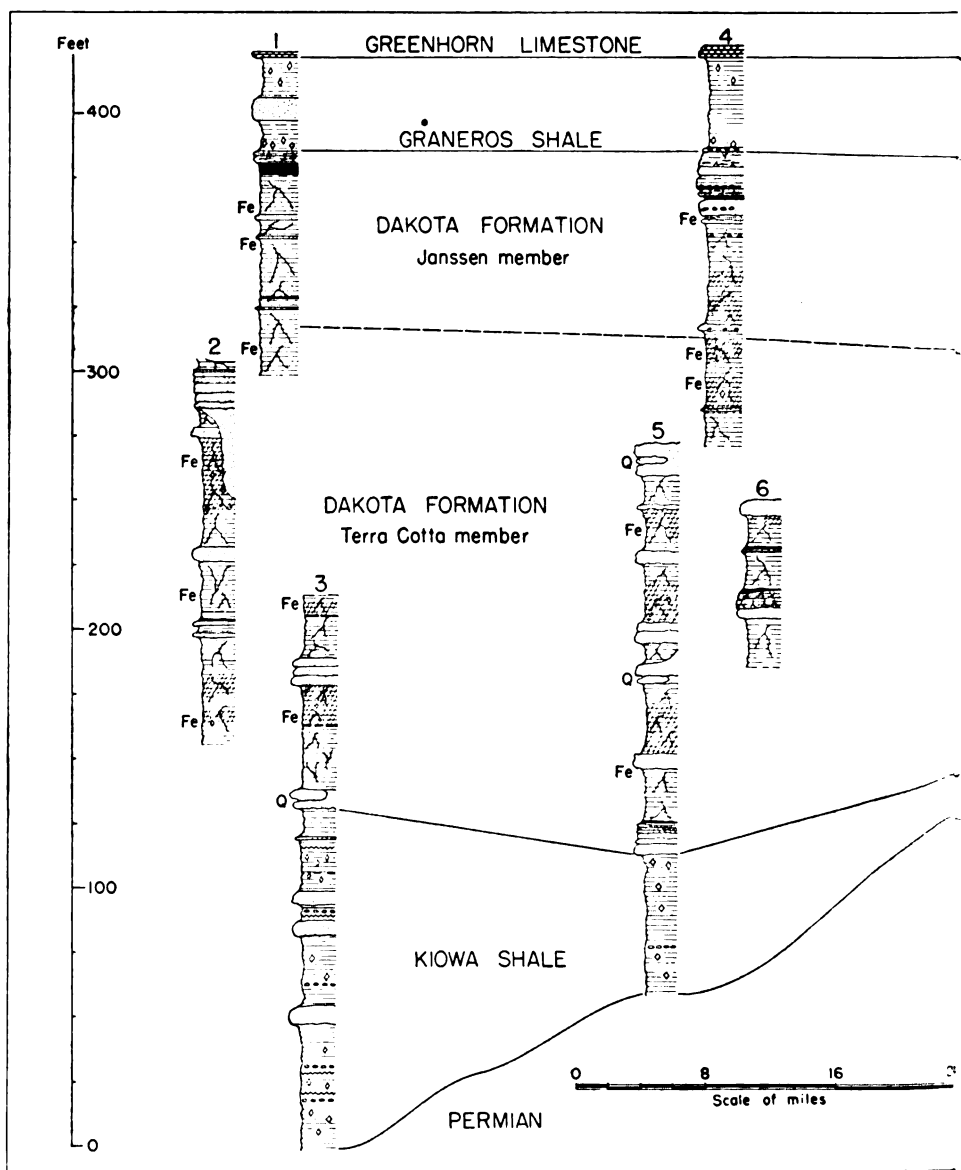 Feet
1
GREENHORN LIMESTONE
4
400
GRANEROS SHALE
Fe
DAKOTA FORMATION
Fe
Fe
Janssen member
2
Fe
Fe
300
Fe
5
Q
6
Fe
DAKOTA FORMATION
Fe
Terra Cotta member
3
Fe
Fe
200
Q
Fe
Fe
Fe
Q
100
KIOWA SHALE
0 8 16
Scale of miles
PERMIAN
0